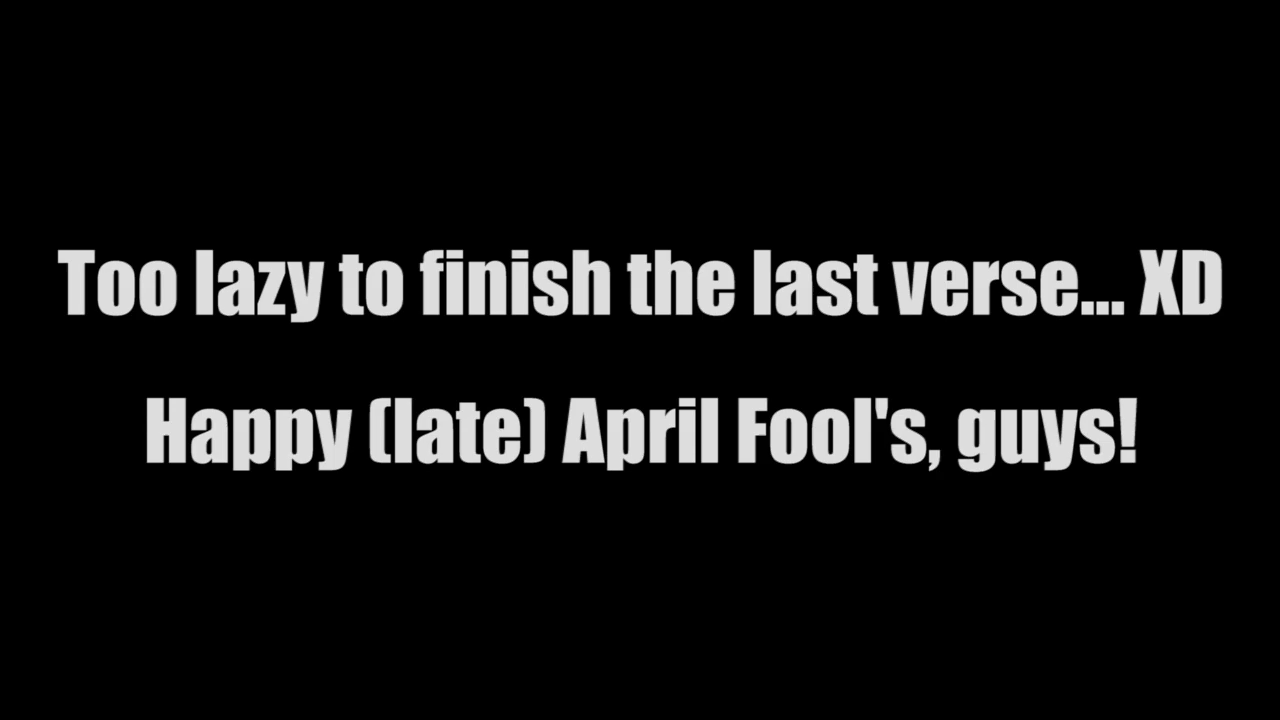 Too lazy to finish the last verse... XD
Happy (late) April Fool's, guys!